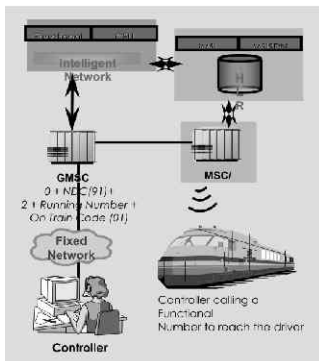 Intelligent
Network
H
R
GMSC
MSC/
0 + NDC(91)+
2 + Running Number +
On Train Code (01)
Fixed
Network
Controller calling a
Functional
Number to reach the driver
Controller